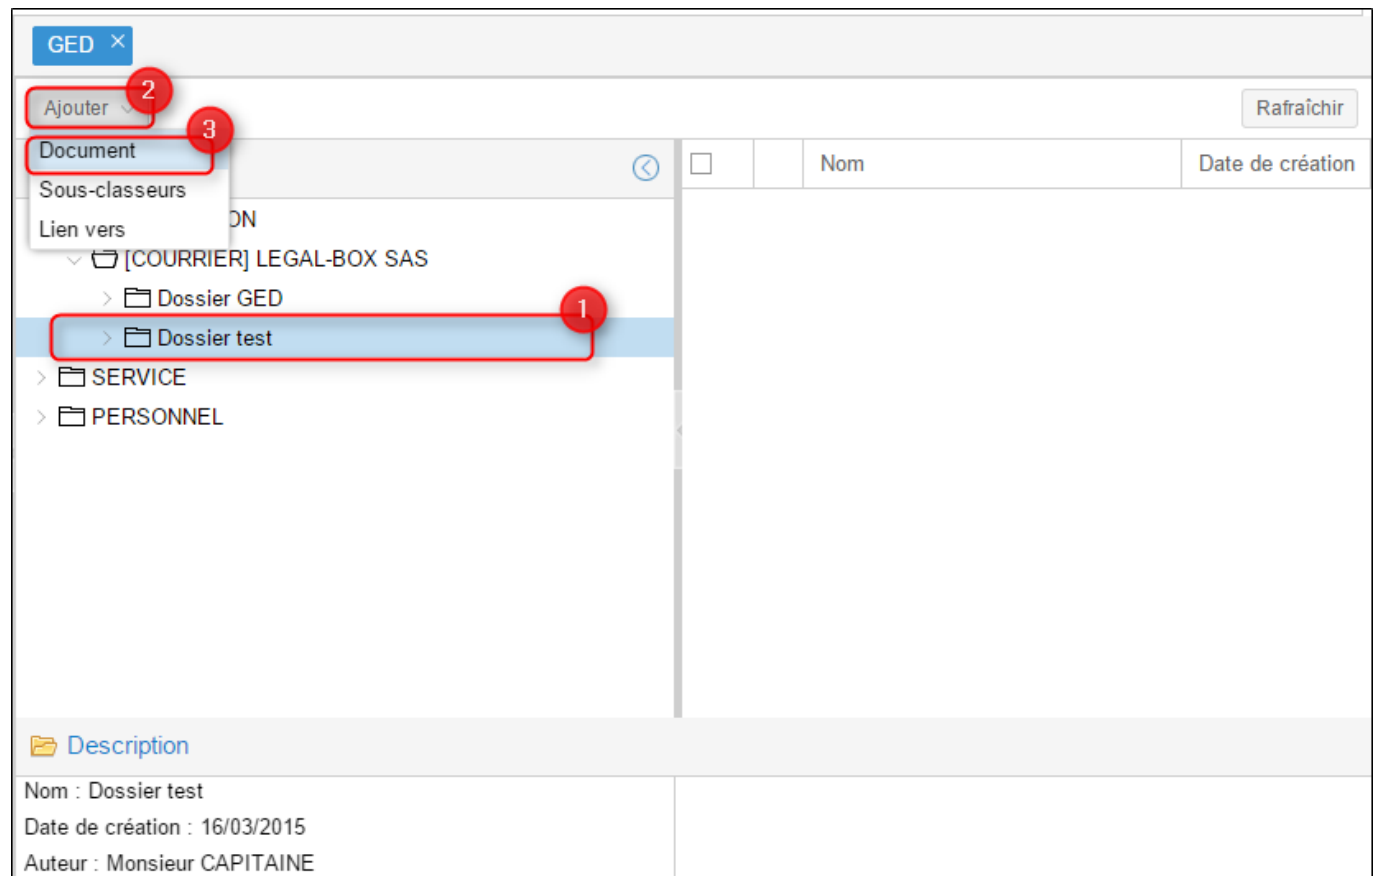 GED ×
2
Ajouter
Rafraîchir
3
Document
Nom
Date de création
Sous-classeurs
ON
Lien vers
[COURRIER] LEGAL-BOX SAS
Dossier GED
1
Dossier test
SERVICE
PERSONNEL
Description
Nom : Dossier test
Date de création : 16/03/2015
Auteur : Monsieur CAPITAINE